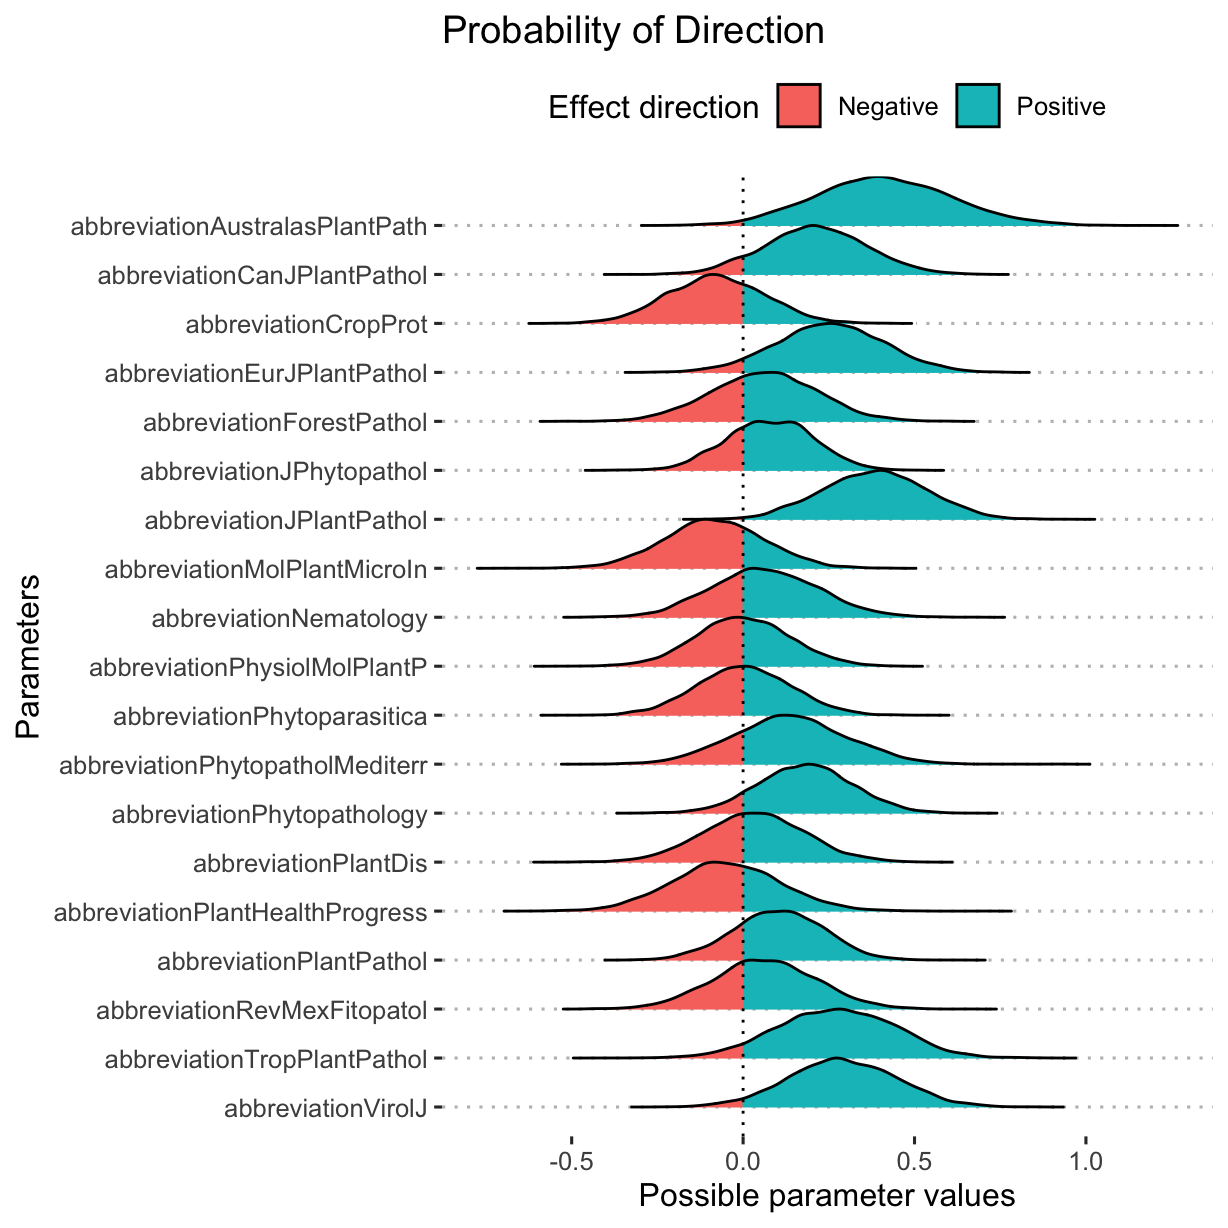 Probability of Direction
Effect direction Negative Positive
abbreviationAustralasPlantPath
abbreviationCanJPlantPathol
abbreviationCropProt
abbreviationEurJPlantPathol
abbreviationForestPathol
abbreviationJPhytopathol
abbreviationJPlantPathol
abbreviationMolPlantMicroIn
abbreviationNematology
abbreviationPhysiolMolPlantP
abbreviationPhytoparasitica
abbreviationPhytopatholMediterr
abbreviationPhytopathology
abbreviationPlantDis
abbreviationPlantHealthProgress
abbreviationPlantPathol
abbreviationRevMexFitopatol
abbreviationTropPlantPathol
abbreviationVirolJ
Parameters
-0.5 0.0 0.5 1.0
Possible parameter values